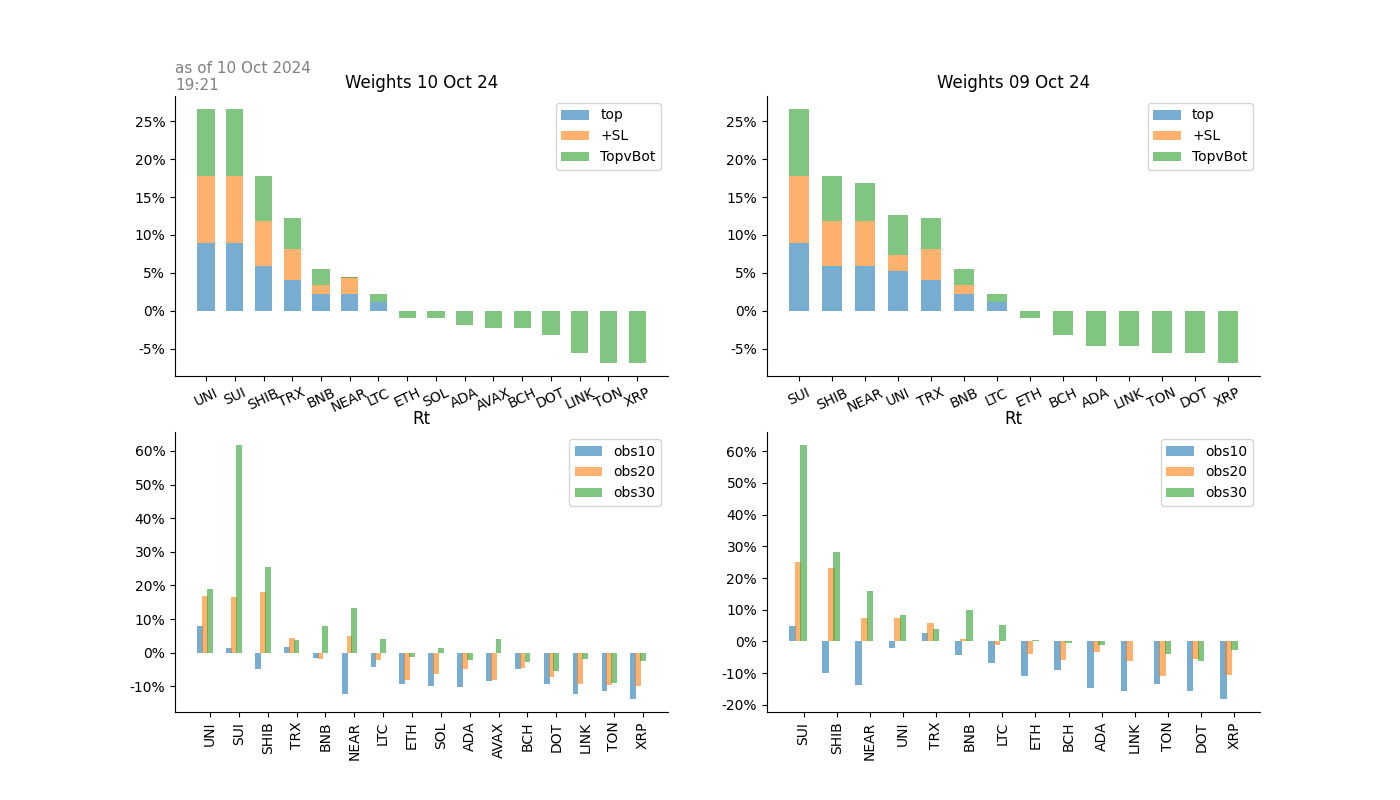 as of 10 Oct 2024
19:21
Weights 10 Oct 24
25%
20%
15%
10%
5%
0%
-5%
top
+SL
TopvBot
UNI SUI SHIB TRX BNB NEAR LTC ETH SOL ADA AVAX BCH DOT LINK TON XRP
Weights 09 Oct 24
25%
20%
15%
10%
5%
0%
-5%
top
+SL
TopvBot
SUI SHIB NEAR UNI TRX BNB LTC ETH BCH ADA LINK TON DOT XRP
Rt
60%
50%
40%
30%
20%
10%
0%
-10%
obs10
obs20
obs30
UNI SUI SHIB TRX BNB NEAR LTC ETH SOL ADA AVAX BCH DOT LINK TON XRP
Rt
60%
50%
40%
30%
20%
10%
0%
-10%
-20%
obs10
obs20
obs30
SUI SHIB NEAR UNI TRX BNB LTC ETH BCH ADA LINK TON DOT XRP